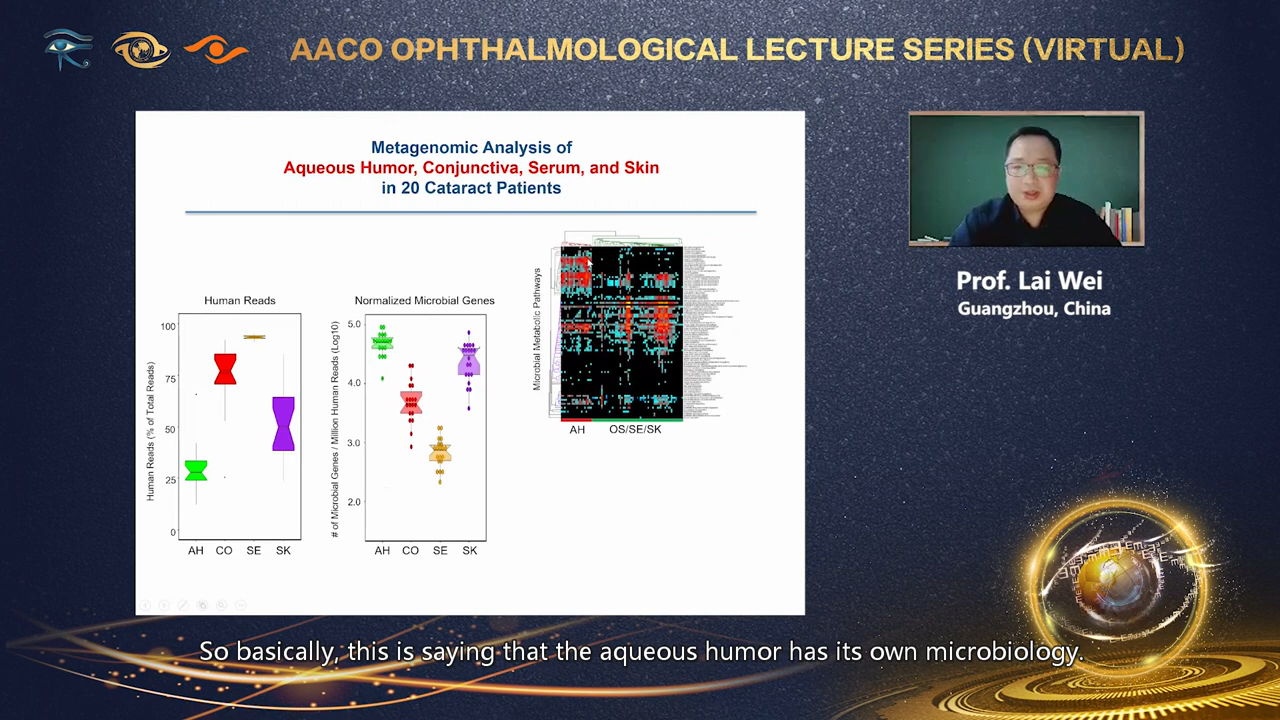 AACO OPHTHALMOLOGICAL LECTURE SERIES (VIRTUAL)
Metagenomic Analysis of
Aqueous Humor, Conjunctiva, Serum, and Skin
in 20 Cataract Patients
Human Reads
Human Reads (% of Total Reads)
100
75
50
25
0
AH CO SE SK
Normalized Microbial Genes
# of Microbial Genes / Million Human Reads (Log10)
5.0
4.0
3.0
2.0
AH CO SE SK
Microbial Metabolic Pathways
AH OS/SE/SK
Prof. Lai Wei
Guangzhou, China
So basically, this is saying that the aqueous humor has its own microbiology.